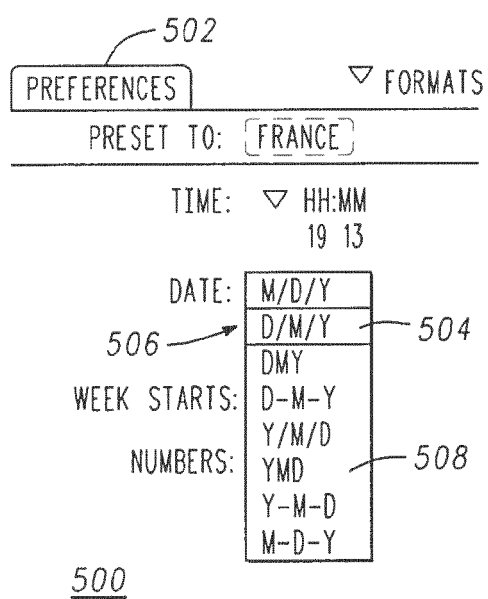 502
PREFERENCES ▽ FORMATS
PRESET TO: FRANCE
TIME: ▽ HH:MM
19 13
DATE: M/D/Y
506 D/M/Y 504
DMY
WEEK STARTS: D-M-Y
Y/M/D
NUMBERS: YMD 508
Y-M-D
M-D-Y
500